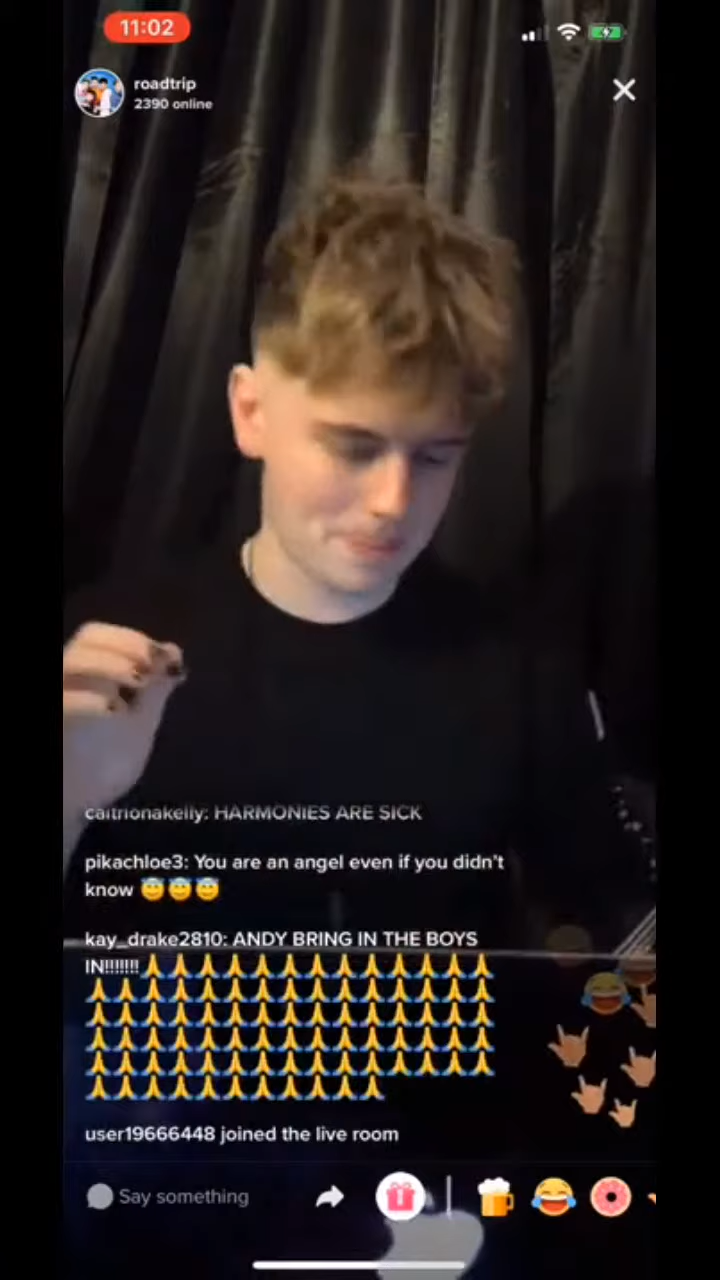 11:02
roadtrip
2390 online
caitrionakelly: HARMONIES ARE SICK
pikachloe3: You are an angel even if you didn't
know 😇😇😇
kay_drake2810: ANDY BRING IN THE BOYS
IN!!!!!!! 🙏🙏🙏🙏🙏🙏🙏🙏🙏🙏🙏🙏🙏
🙏🙏🙏🙏🙏🙏🙏🙏🙏🙏🙏🙏🙏🙏🙏
🙏🙏🙏🙏🙏🙏🙏🙏🙏🙏🙏🙏🙏🙏🙏
🙏🙏🙏🙏🙏🙏🙏🙏🙏🙏🙏🙏🙏🙏🙏
🙏🙏🙏🙏🙏🙏🙏🙏🙏🙏🙏🙏🙏🙏🙏
🙏🙏🙏🙏🙏🙏🙏🙏🙏🙏🙏
user19666448 joined the live room
Say something